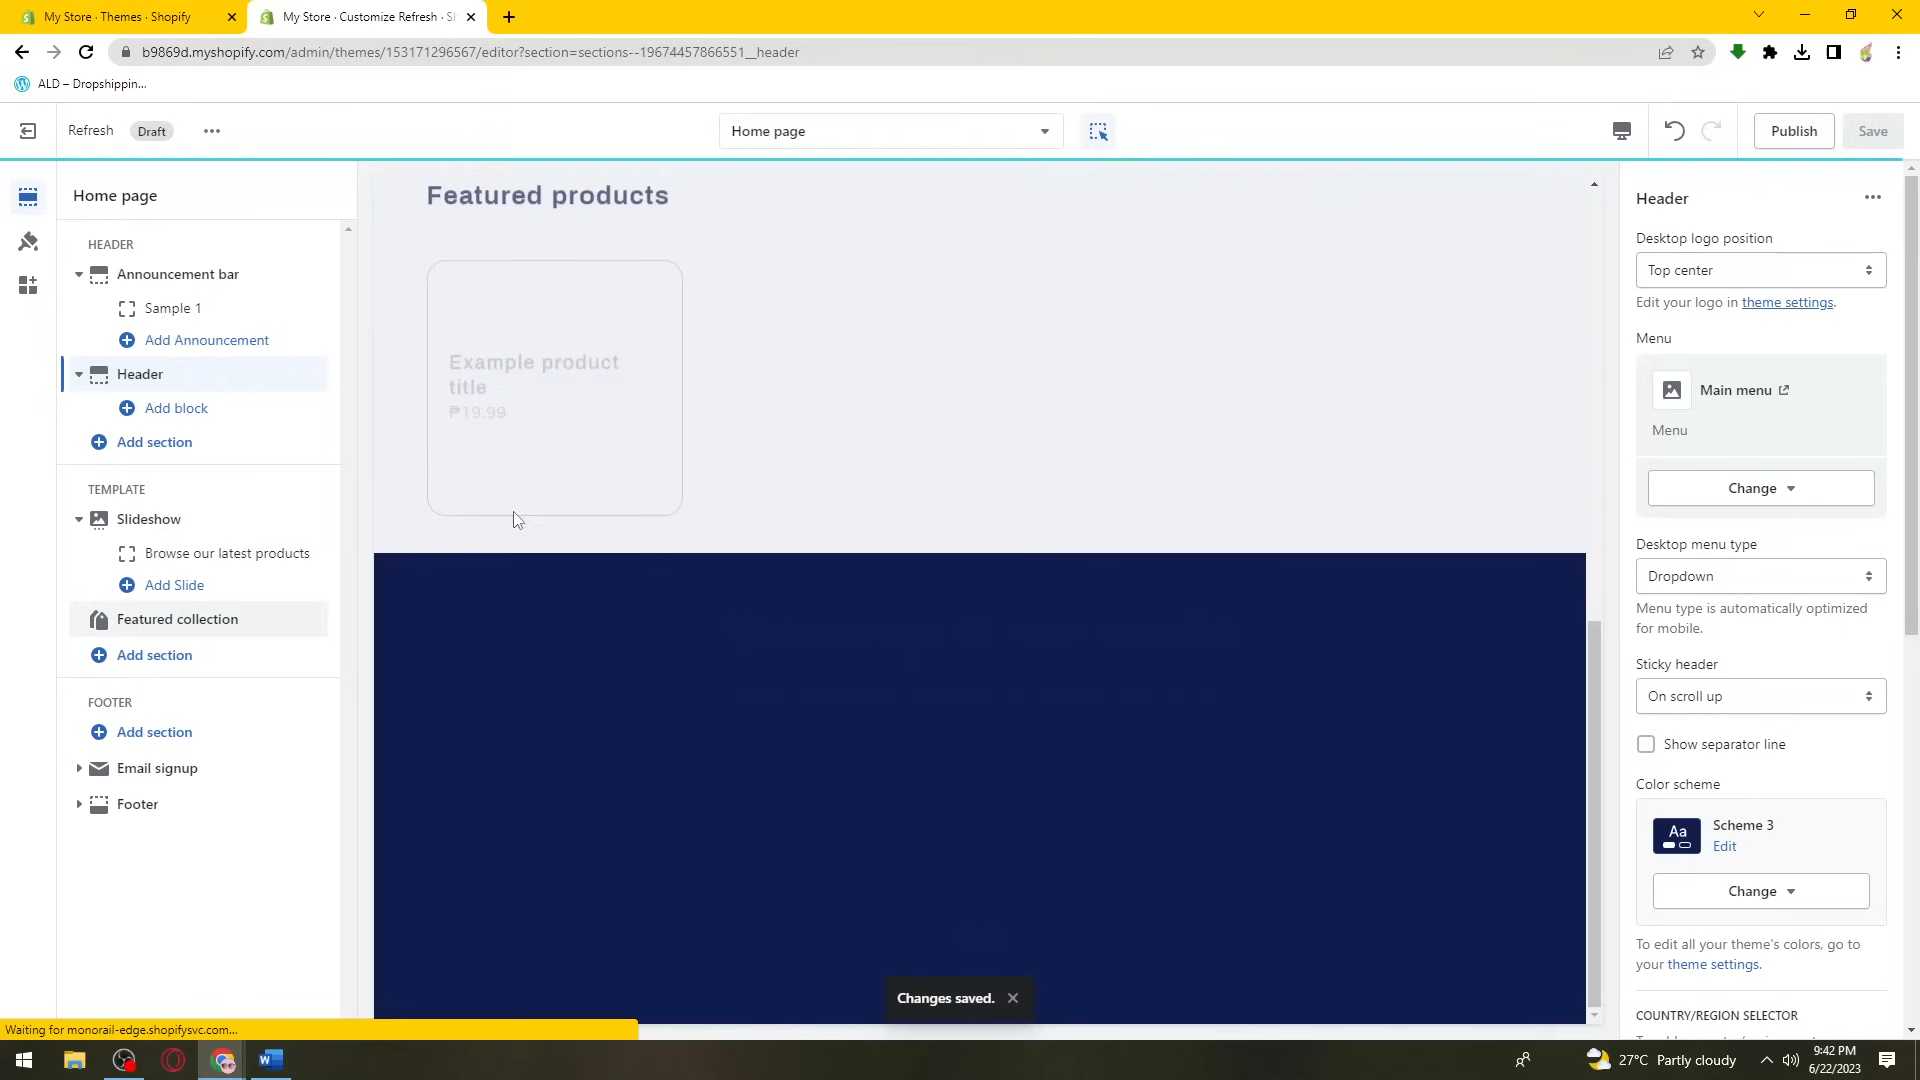 My Store · Themes · Shopify
My Store · Customize Refresh · Sh
b9869d.myshopify.com/admin/themes/153171296567/editor?section=sections--19674457866551__header
ALD – Dropshippin...
Refresh
Draft
Home page
Publish
Save
Home page
HEADER
Announcement bar
Sample 1
Add Announcement
Header
Add block
Add section
TEMPLATE
Slideshow
Browse our latest products
Add Slide
Featured collection
Add section
FOOTER
Add section
Email signup
Footer
Featured products
Example product
title
₱19.99
Changes saved.
Header
Desktop logo position
Top center
Edit your logo in theme settings.
Menu
Main menu
Menu
Change
Desktop menu type
Dropdown
Menu type is automatically optimized
for mobile.
Sticky header
On scroll up
Show separator line
Color scheme
Aa
Scheme 3
Edit
Change
To edit all your theme's colors, go to
your theme settings.
COUNTRY/REGION SELECTOR
Waiting for monorail-edge.shopifysvc.com...
27°C Partly cloudy
9:42 PM
6/22/2023